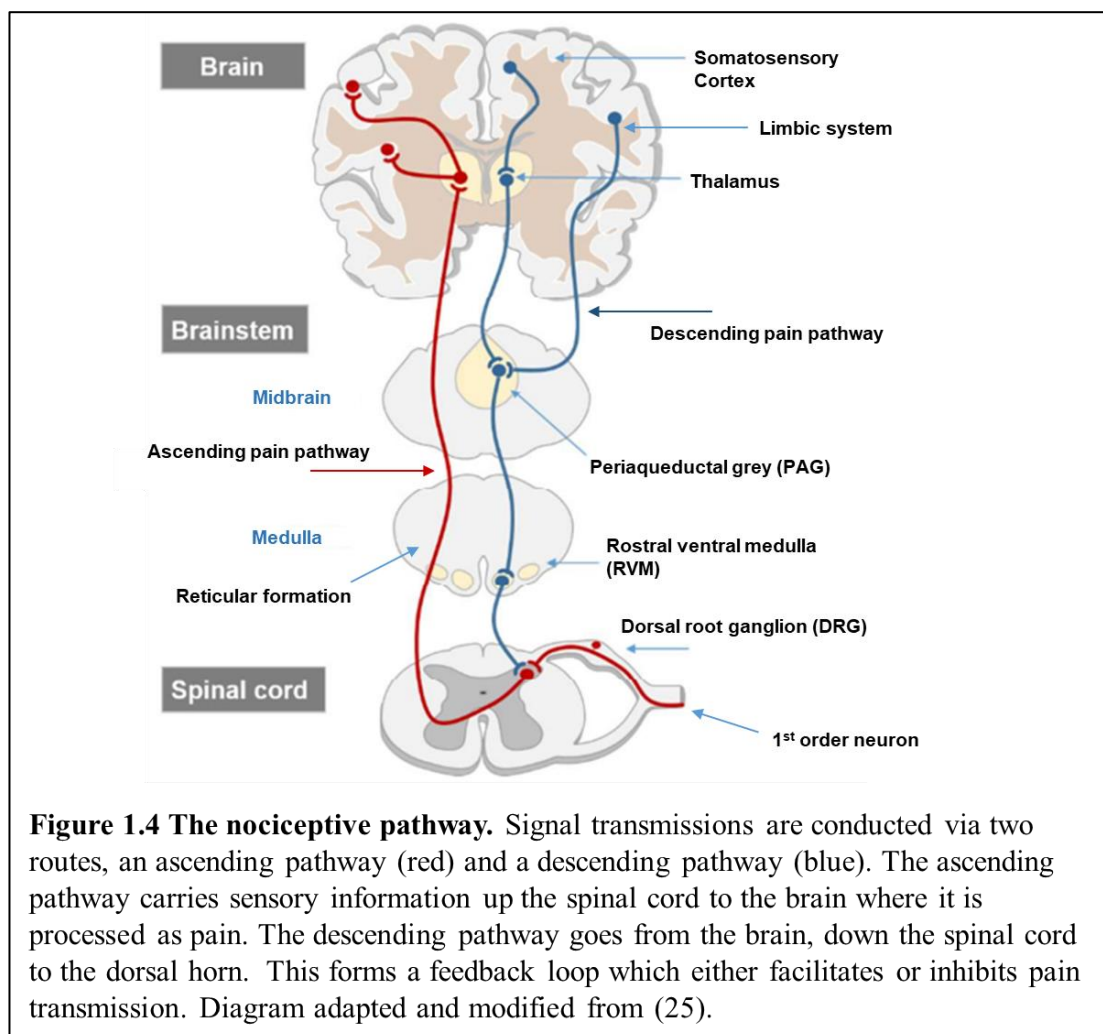 Brain
Somatosensory
Cortex
Limbic system
Thalamus
Brainstem
Descending pain pathway
Midbrain
Ascending pain pathway
Periaqueductal grey (PAG)
Medulla
Rostral ventral medulla
(RVM)
Reticular formation
Dorsal root ganglion (DRG)
Spinal cord
1st order neuron
Figure 1.4 The nociceptive pathway. Signal transmissions are conducted via two
routes, an ascending pathway (red) and a descending pathway (blue). The ascending
pathway carries sensory information up the spinal cord to the brain where it is
processed as pain. The descending pathway goes from the brain, down the spinal cord
to the dorsal horn. This forms a feedback loop which either facilitates or inhibits pain
transmission. Diagram adapted and modified from (25).